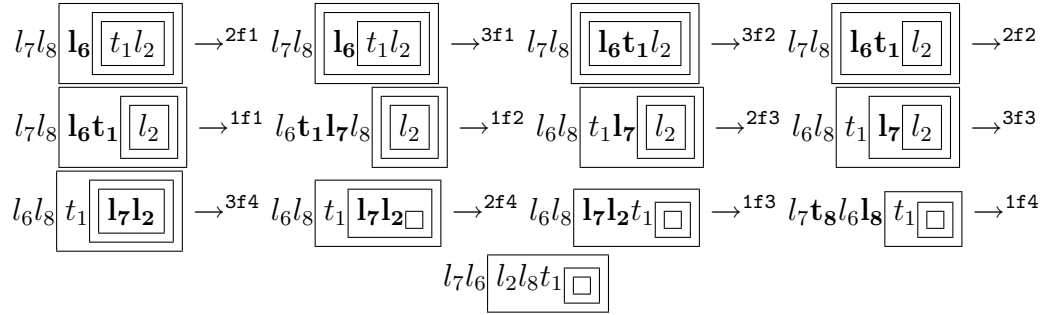 l₇l₈ 𝐥₆ t₁l₂ →²ᶠ¹ l₇l₈ 𝐥₆ t₁l₂ →³ᶠ¹ l₇l₈ 𝐥₆𝐭₁l₂ →³ᶠ² l₇l₈ 𝐥₆𝐭₁ l₂ →²ᶠ²
l₇l₈ 𝐥₆𝐭₁ l₂ →¹ᶠ¹ l₆𝐭₁𝐥₇l₈ l₂ →¹ᶠ² l₆l₈ t₁𝐥₇ l₂ →²ᶠ³ l₆l₈ t₁ 𝐥₇ l₂ →³ᶠ³
l₆l₈ t₁ 𝐥₇𝐥₂ →³ᶠ⁴ l₆l₈ t₁ 𝐥₇𝐥₂ →²ᶠ⁴ l₆l₈ 𝐥₇𝐥₂t₁ →¹ᶠ³ l₇𝐭₈l₆𝐥₈ t₁ →¹ᶠ⁴
l₇l₆ l₂l₈t₁